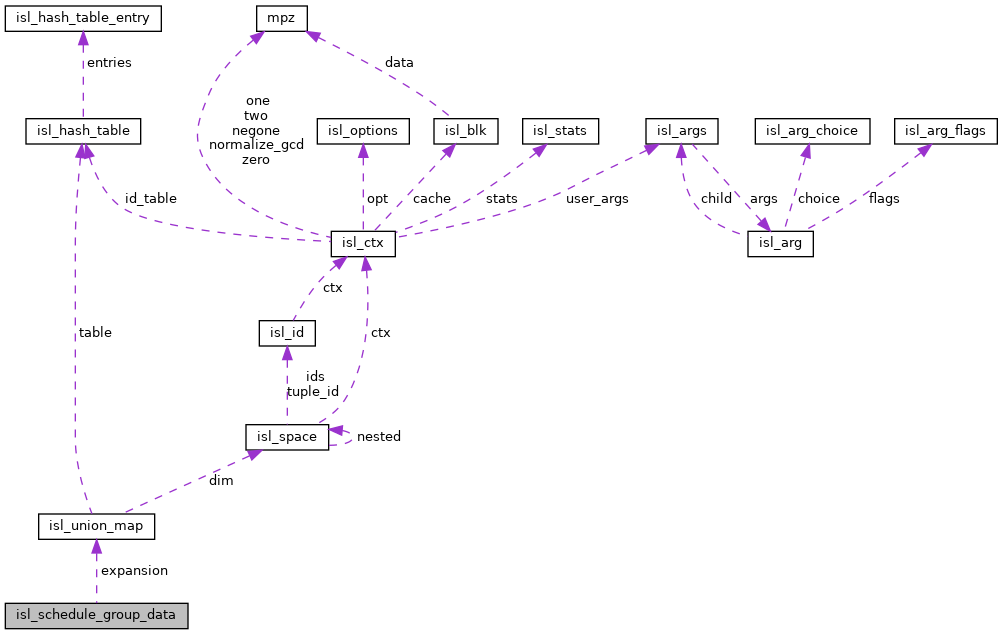 isl_hash_table_entry
mpz
entries
data
one
two
negone
normalize_gcd
zero
isl_hash_table
isl_options
isl_blk
isl_stats
isl_args
isl_arg_choice
isl_arg_flags
id_table
opt
cache
stats
user_args
child
args
choice
flags
isl_ctx
isl_arg
ctx
table
isl_id
ctx
ids
tuple_id
isl_space
nested
dim
isl_union_map
expansion
isl_schedule_group_data